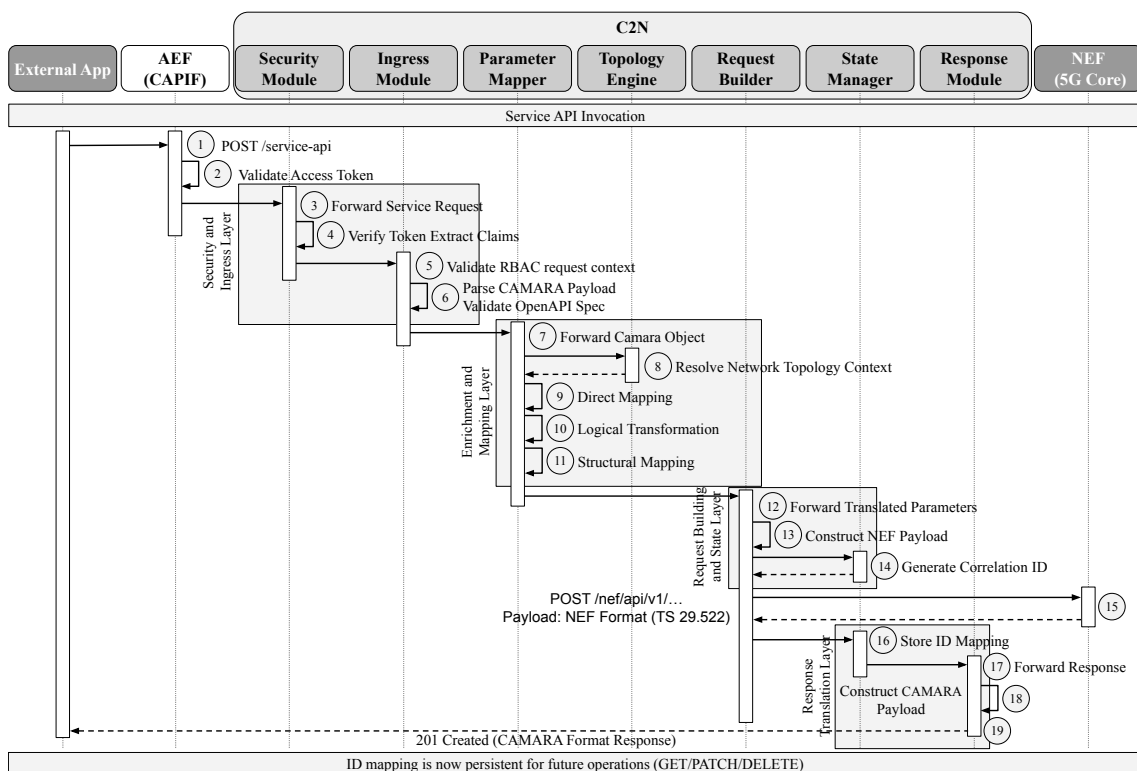 C2N
External App
AEF
(CAPIF)
Security
Module
Ingress
Module
Parameter
Mapper
Topology
Engine
Request
Builder
State
Manager
Response
Module
NEF
(5G Core)
Service API Invocation
1 POST /service-api
2 Validate Access Token
Security and
Ingress Layer
3 Forward Service Request
4 Verify Token Extract Claims
5 Validate RBAC request context
6 Parse CAMARA Payload
Validate OpenAPI Spec
Enrichment and
Mapping Layer
7 Forward Camara Object
8 Resolve Network Topology Context
9 Direct Mapping
10 Logical Transformation
11 Structural Mapping
Request Building
and State Layer
12 Forward Translated Parameters
13 Construct NEF Payload
14 Generate Correlation ID
POST /nef/api/v1/…
Payload: NEF Format (TS 29.522)
15
Response
Translation Layer
16 Store ID Mapping
17 Forward Response
Construct CAMARA
Payload
18
19
201 Created (CAMARA Format Response)
ID mapping is now persistent for future operations (GET/PATCH/DELETE)